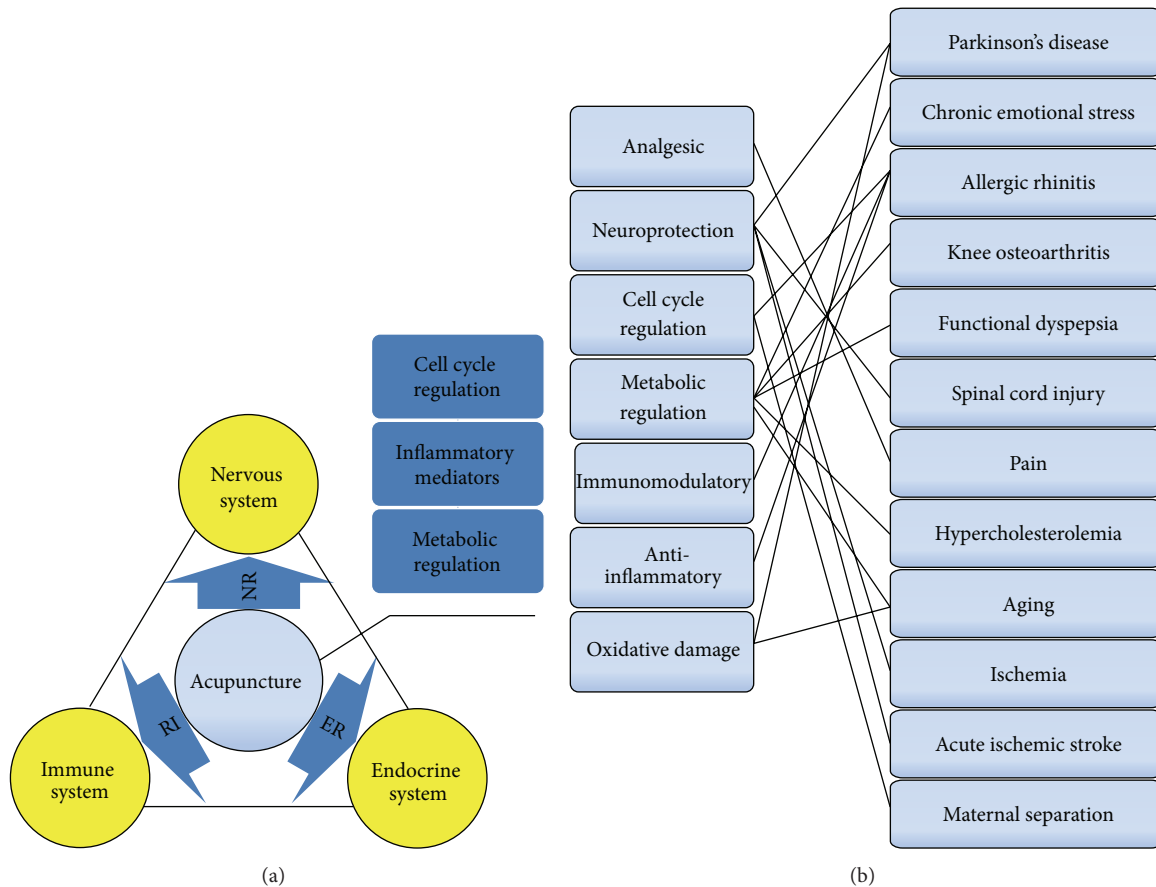 Nervous
system
NR
Acupuncture
RI
ER
Immune
system
Endocrine
system
Cell cycle
regulation
Inflammatory
mediators
Metabolic
regulation
(a)
Analgesic
Neuroprotection
Cell cycle
regulation
Metabolic
regulation
Immunomodulatory
Anti-
inflammatory
Oxidative damage
Parkinson's disease
Chronic emotional stress
Allergic rhinitis
Knee osteoarthritis
Functional dyspepsia
Spinal cord injury
Pain
Hypercholesterolemia
Aging
Ischemia
Acute ischemic stroke
Maternal separation
(b)